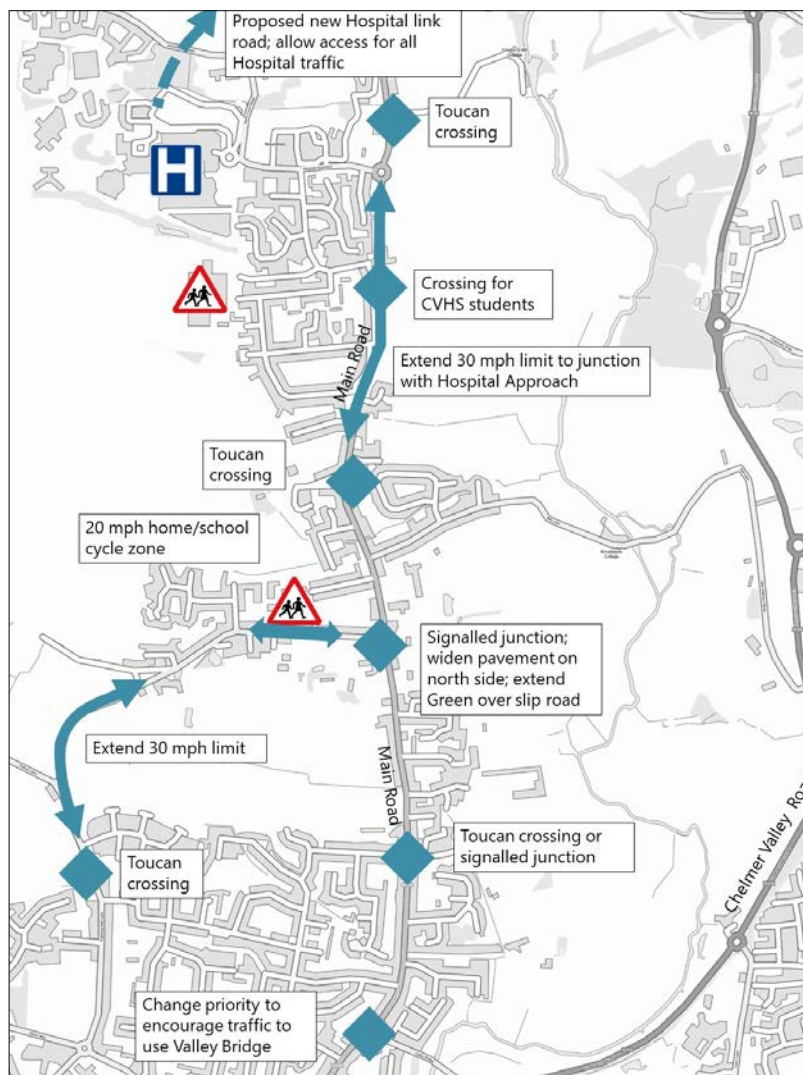 Proposed new Hospital link
road; allow access for all
Hospital traffic
Toucan
crossing
H
Crossing for
CVHS students
Main Road
Extend 30 mph limit to junction
with Hospital Approach
Toucan
crossing
20 mph home/school
cycle zone
Signalled junction;
widen pavement on
north side; extend
Green over slip road
Extend 30 mph limit
Main Road
Toucan
crossing
Toucan crossing or
signalled junction
Chelmer Valley Roa
Change priority to
encourage traffic to
use Valley Bridge